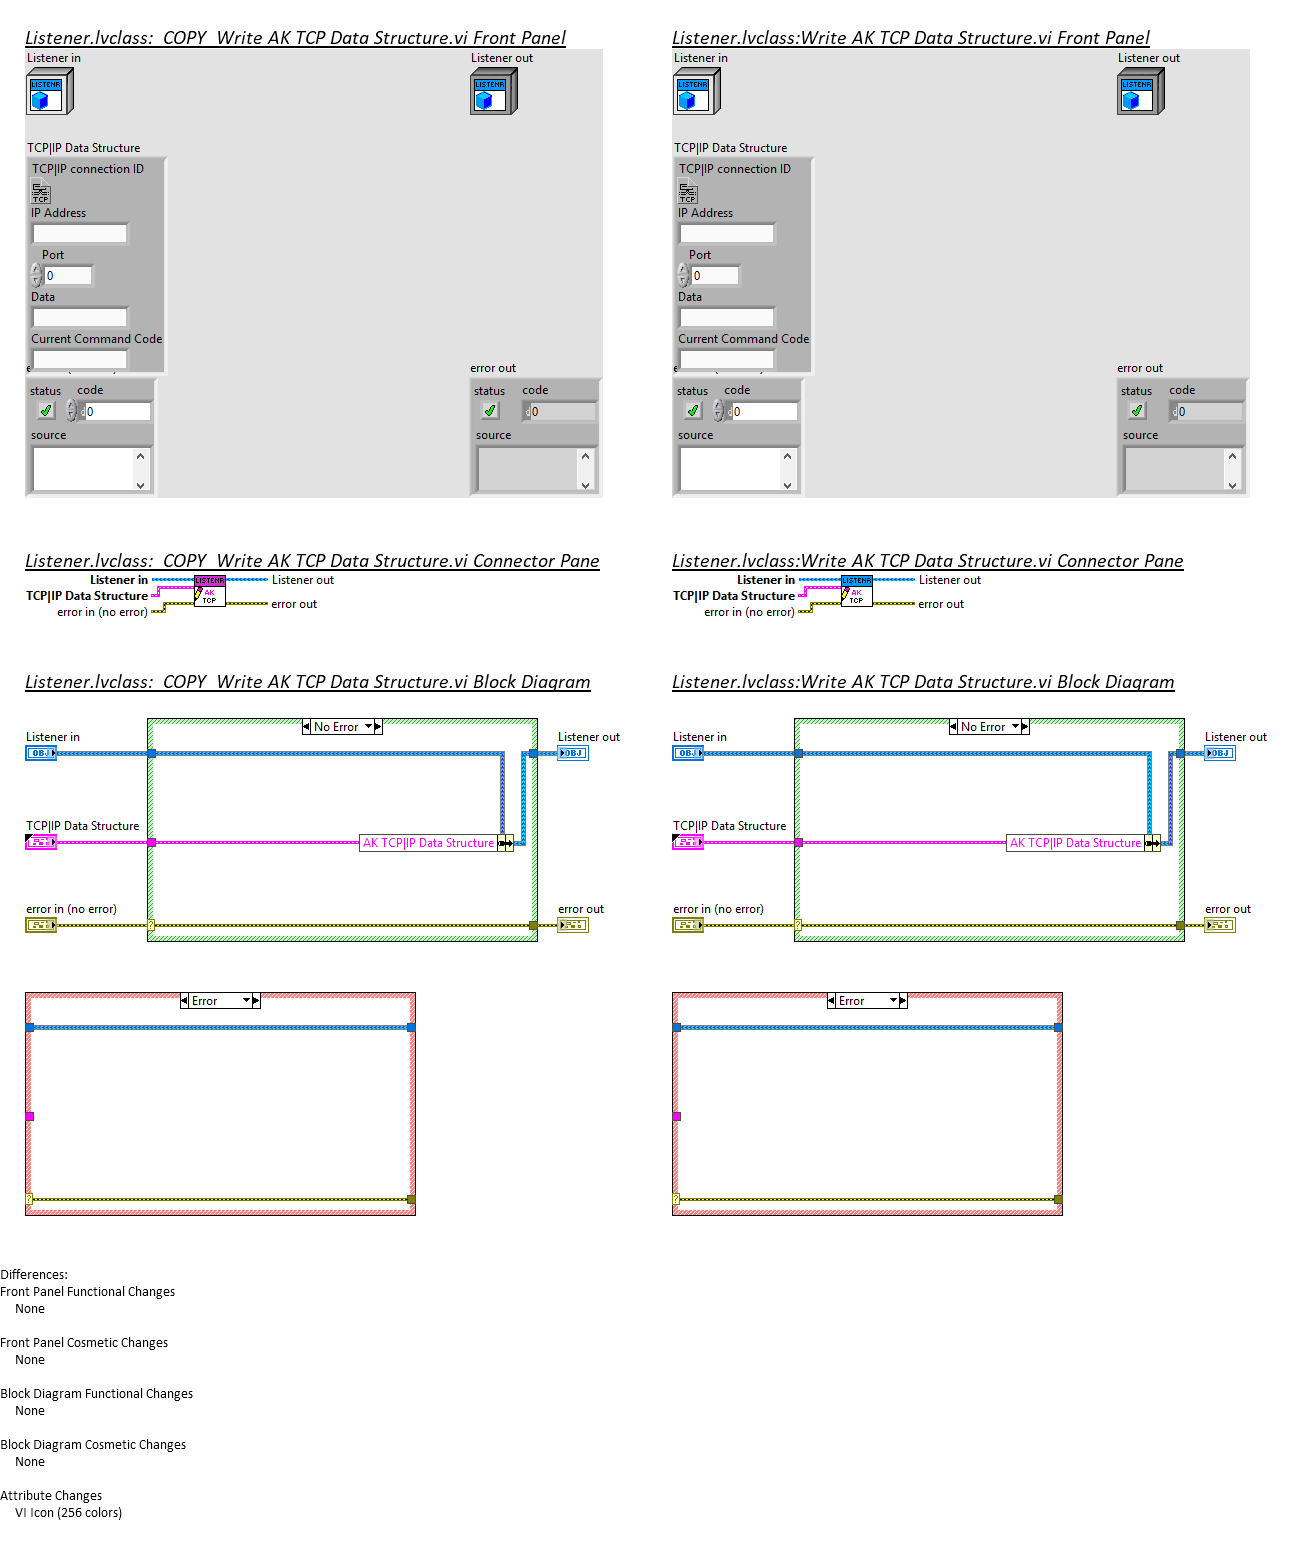 Listener.lvclass:  COPY  Write AK TCP Data Structure.vi Front Panel
Listener in
Listener out
LISTENR
LISTENR
TCP|IP Data Structure
TCP|IP connection ID
TCP
IP Address
Port
0
Data
Current Command Code
error out
status code
d0
source
status code
d0
source
Listener.lvclass:Write AK TCP Data Structure.vi Front Panel
Listener in
Listener out
LISTENR
LISTENR
TCP|IP Data Structure
TCP|IP connection ID
TCP
IP Address
Port
0
Data
Current Command Code
error out
status code
d0
source
status code
d0
source
Listener.lvclass:  COPY  Write AK TCP Data Structure.vi Connector Pane
Listener in LISTENR Listener out
TCP|IP Data Structure AK
error in (no error) TCP error out
Listener.lvclass:Write AK TCP Data Structure.vi Connector Pane
Listener in LISTENR Listener out
TCP|IP Data Structure AK
error in (no error) TCP error out
Listener.lvclass:  COPY  Write AK TCP Data Structure.vi Block Diagram
No Error
Listener in
OBJ
Listener out
OBJ
TCP|IP Data Structure
AK TCP|IP Data Structure
error in (no error)
?
error out
Error
?
Listener.lvclass:Write AK TCP Data Structure.vi Block Diagram
No Error
Listener in
OBJ
Listener out
OBJ
TCP|IP Data Structure
AK TCP|IP Data Structure
error in (no error)
?
error out
Error
?
Differences:
Front Panel Functional Changes
None
Front Panel Cosmetic Changes
None
Block Diagram Functional Changes
None
Block Diagram Cosmetic Changes
None
Attribute Changes
VI Icon (256 colors)